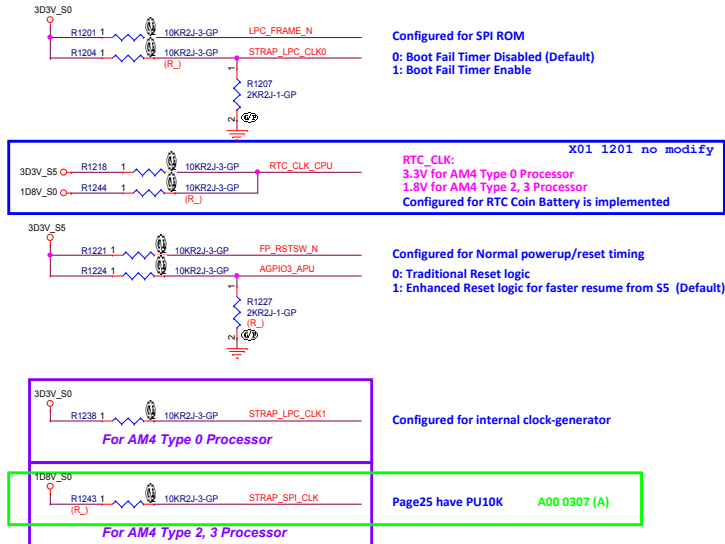 3D3V_S0
R1201 1 2 10KR2J-3-GP LPC_FRAME_N Configured for SPI ROM
R1204 1 2 10KR2J-3-GP STRAP_LPC_CLK0 0: Boot Fail Timer Disabled (Default)
(R_) 1: Boot Fail Timer Enable
1
R1207
2KR2J-1-GP
2
X01 1201 no modify
3D3V_S5 R1218 1 2 10KR2J-3-GP RTC_CLK_CPU RTC_CLK:
3.3V for AM4 Type 0 Processor
1D8V_S0 R1244 1 2 10KR2J-3-GP 1.8V for AM4 Type 2, 3 Processor
(R_) Configured for RTC Coin Battery is implemented
3D3V_S5
R1221 1 2 10KR2J-3-GP FP_RSTSW_N Configured for Normal powerup/reset timing
R1224 1 2 10KR2J-3-GP AGPIO3_APU 0: Traditional Reset logic
1: Enhanced Reset logic for faster resume from S5 (Default)
1
R1227
2KR2J-1-GP
(R_)
2
3D3V_S0
R1238 1 2 10KR2J-3-GP STRAP_LPC_CLK1 Configured for internal clock-generator
For AM4 Type 0 Processor
1D8V_S0
R1243 1 2 10KR2J-3-GP STRAP_SPI_CLK Page25 have PU10K A00 0307 (A)
(R_)
For AM4 Type 2, 3 Processor